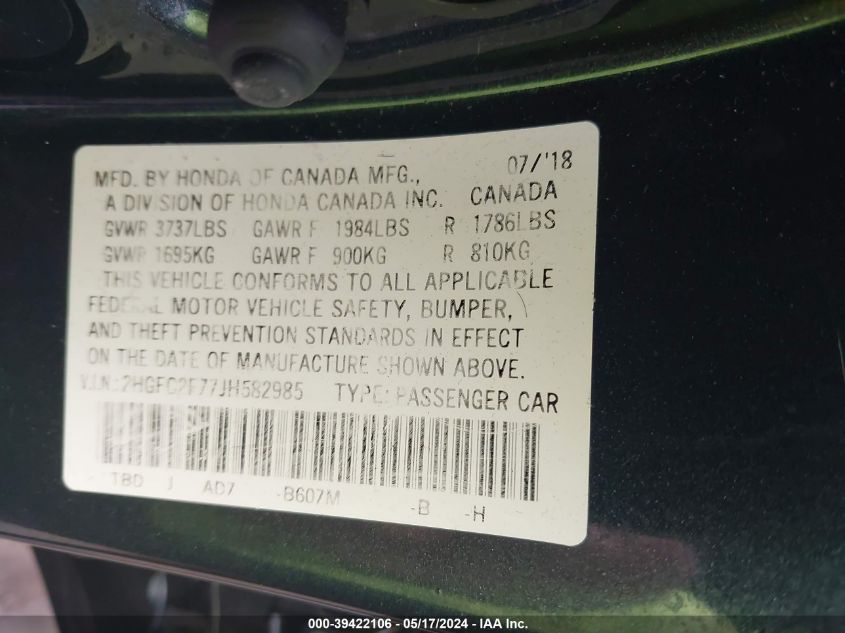 MFD. BY HONDA OF CANADA MFG., 07/'18
A DIVISION OF HONDA CANADA INC. CANADA
GVWR 3737LBS GAWR F 1984LBS R 1786LBS
GVWR 1695KG GAWR F 900KG R 810KG
THIS VEHICLE CONFORMS TO ALL APPLICABLE
FEDERAL MOTOR VEHICLE SAFETY, BUMPER,
AND THEFT PREVENTION STANDARDS IN EFFECT
ON THE DATE OF MANUFACTURE SHOWN ABOVE.
V.I.N.: 2HGFC2F77JH582985 TYPE: PASSENGER CAR
TBD J AD7 -B607M -B -H
000-39422106 - 05/17/2024 - IAA Inc.